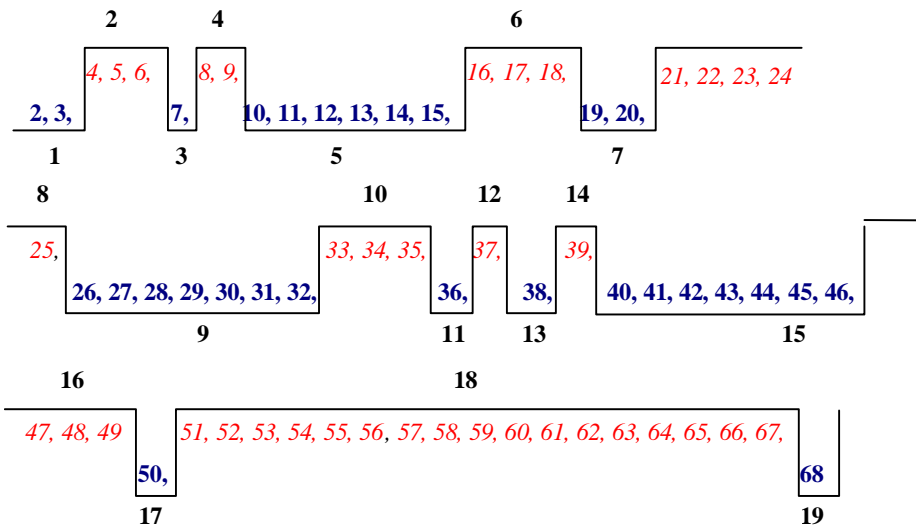 2 4 6
4, 5, 6, 8, 9, 16, 17, 18, 21, 22, 23, 24
2, 3, 7, 10, 11, 12, 13, 14, 15, 19, 20,
1 3 5 7
8 10 12 14
25, 33, 34, 35, 37, 39,
26, 27, 28, 29, 30, 31, 32, 36, 38, 40, 41, 42, 43, 44, 45, 46,
9 11 13 15
16 18
47, 48, 49 51, 52, 53, 54, 55, 56, 57, 58, 59, 60, 61, 62, 63, 64, 65, 66, 67,
50, 68
17 19